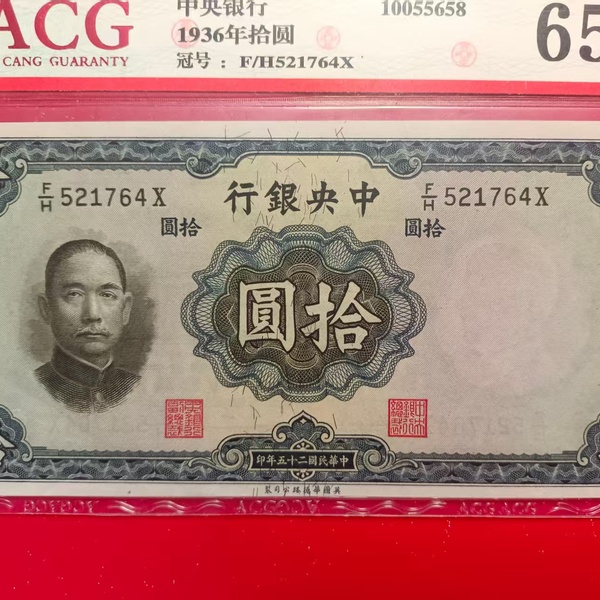 ACG
CANG GUARANTY
中央银行
1936年拾圆
冠号：F/H521764X
10055658
65
F/H 521764X
行銀央中
F/H 521764X
圓拾
圓拾
圓拾
印年五十二國民華中